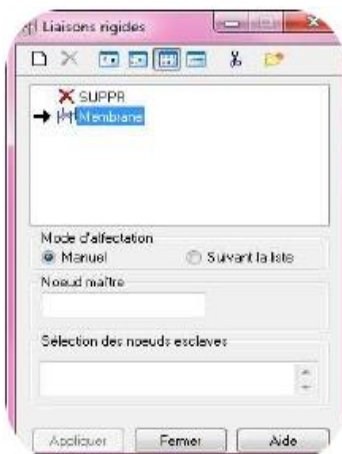 Liaisons rigides
SUPPR
Membrane
Mode d'affectation
Manuel
Suivant la liste
Noeud maître
Sélection des noeuds esclaves
Appliquer
Fermer
Aide